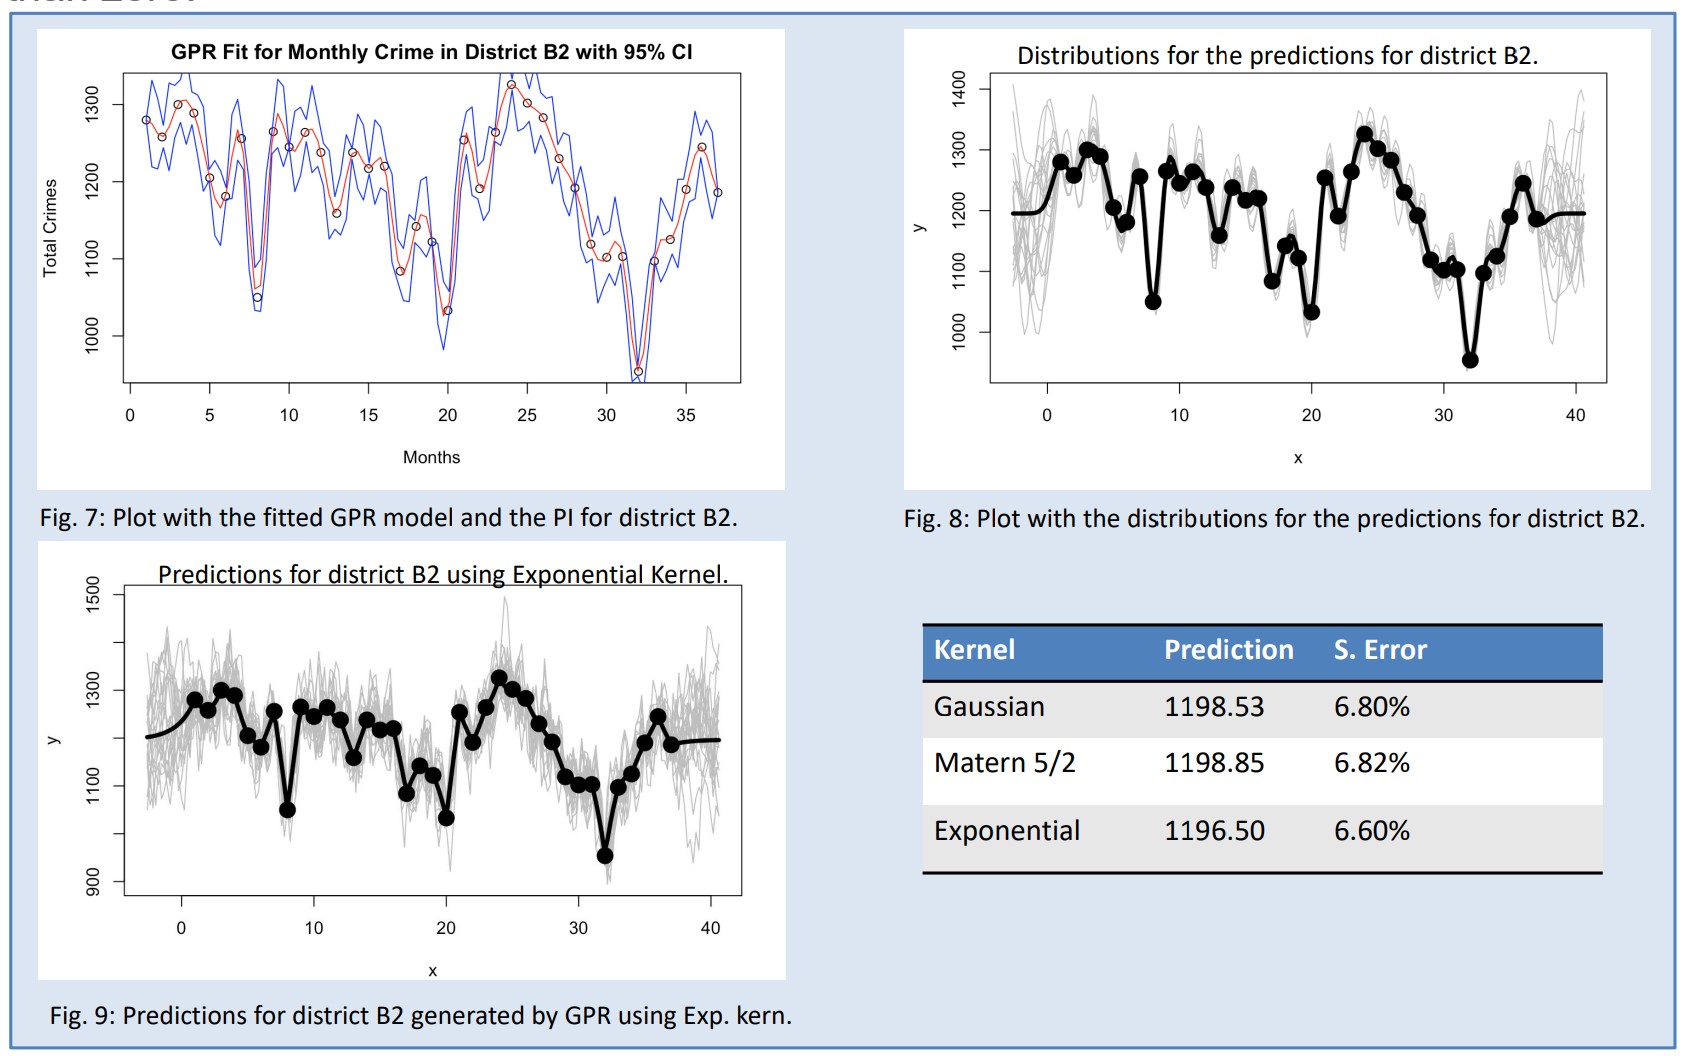 than zero.
GPR Fit for Monthly Crime in District B2 with 95% CI
Total Crimes
1300
1200
1100
1000
0 5 10 15 20 25 30 35
Months
Fig. 7: Plot with the fitted GPR model and the PI for district B2.
Distributions for the predictions for district B2.
y
1400
1300
1200
1100
1000
0 10 20 30 40
x
Fig. 8: Plot with the distributions for the predictions for district B2.
Predictions for district B2 using Exponential Kernel.
y
1500
1300
1100
900
0 10 20 30 40
x
Fig. 9: Predictions for district B2 generated by GPR using Exp. kern.
Kernel Prediction S. Error
Gaussian 1198.53 6.80%
Matern 5/2 1198.85 6.82%
Exponential 1196.50 6.60%